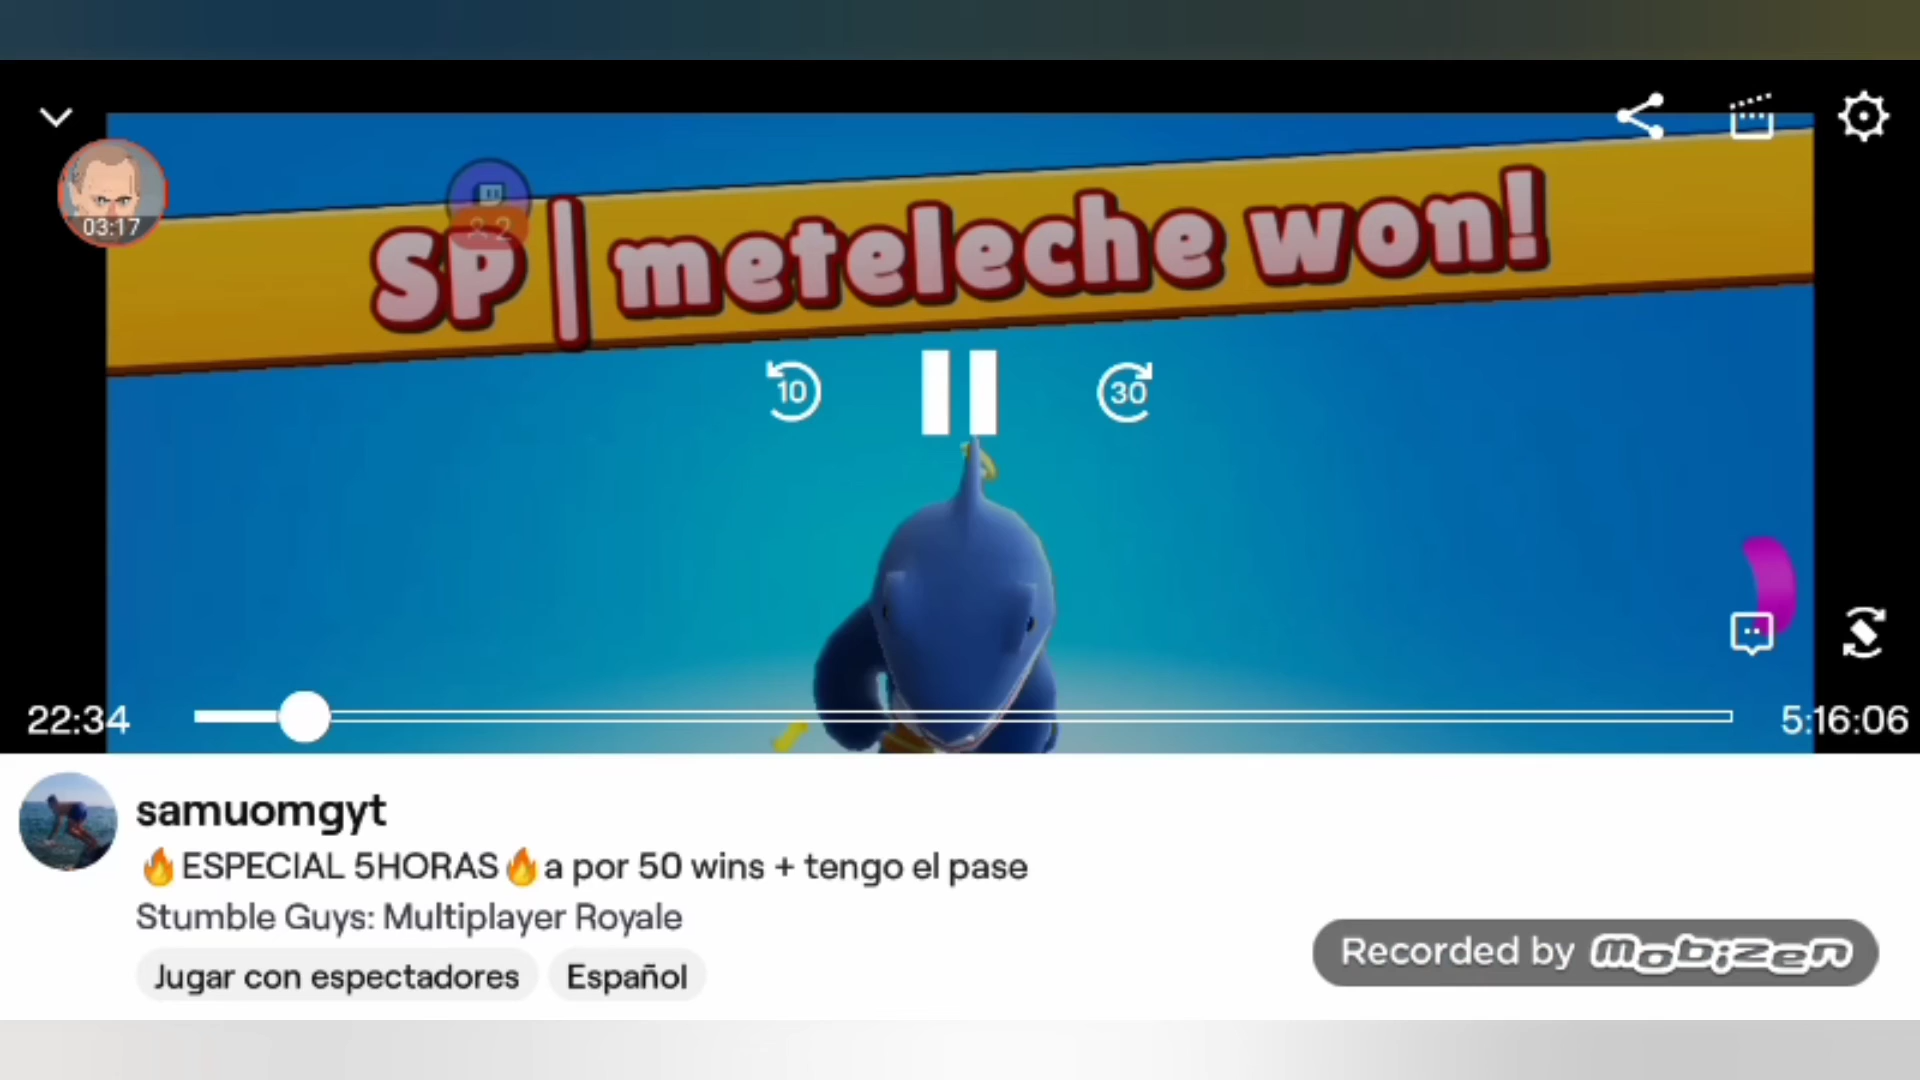 SP | meteleche won!
03:17
2
10
30
22:34
5:16:06
samuomgyt
🔥ESPECIAL 5HORAS🔥a por 50 wins + tengo el pase
Stumble Guys: Multiplayer Royale
Jugar con espectadores
Español
Recorded by mobizen